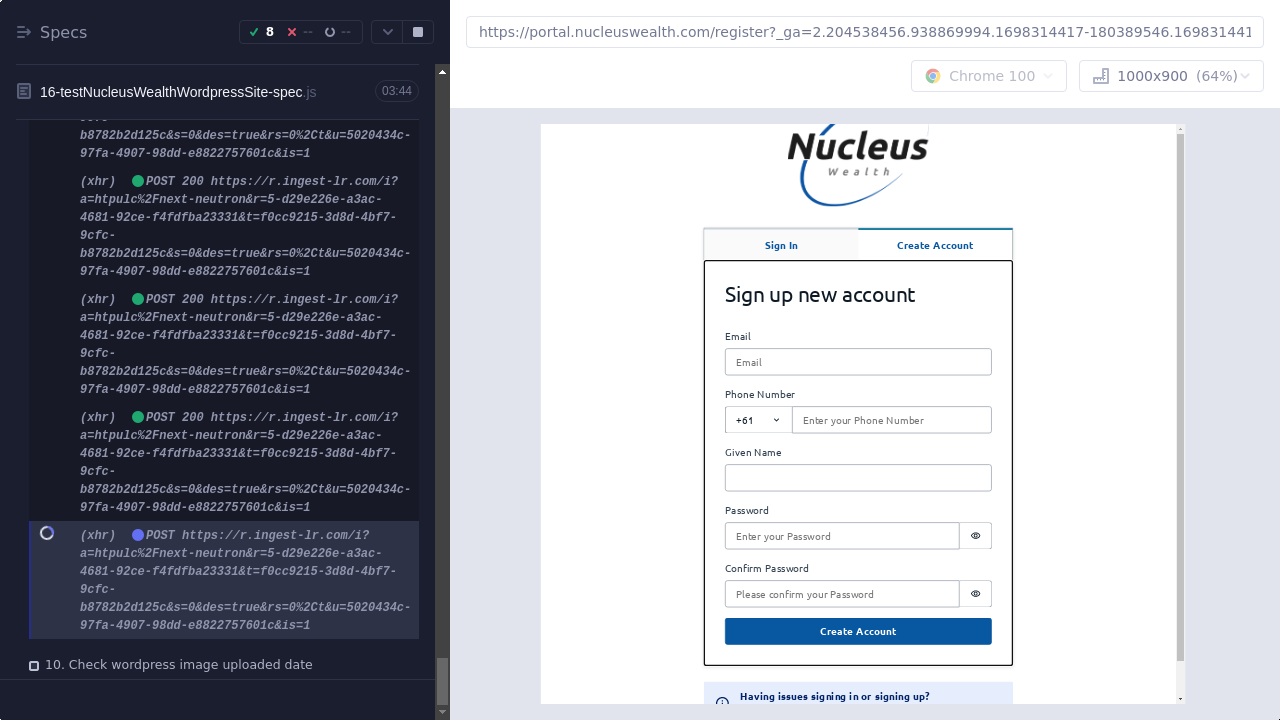 Specs
8
--
--
16-testNucleusWealthWordpressSite-spec.js
03:44
b8782b2d125c&s=0&des=true&rs=0%2Ct&u=5020434c-
97fa-4907-98dd-e8822757601c&is=1
(xhr) POST 200 https://r.ingest-lr.com/i?
a=htpulc%2Fnext-neutron&r=5-d29e226e-a3ac-
4681-92ce-f4fdfba23331&t=f0cc9215-3d8d-4bf7-
9cfc-
b8782b2d125c&s=0&des=true&rs=0%2Ct&u=5020434c-
97fa-4907-98dd-e8822757601c&is=1
(xhr) POST 200 https://r.ingest-lr.com/i?
a=htpulc%2Fnext-neutron&r=5-d29e226e-a3ac-
4681-92ce-f4fdfba23331&t=f0cc9215-3d8d-4bf7-
9cfc-
b8782b2d125c&s=0&des=true&rs=0%2Ct&u=5020434c-
97fa-4907-98dd-e8822757601c&is=1
(xhr) POST 200 https://r.ingest-lr.com/i?
a=htpulc%2Fnext-neutron&r=5-d29e226e-a3ac-
4681-92ce-f4fdfba23331&t=f0cc9215-3d8d-4bf7-
9cfc-
b8782b2d125c&s=0&des=true&rs=0%2Ct&u=5020434c-
97fa-4907-98dd-e8822757601c&is=1
(xhr) POST https://r.ingest-lr.com/i?
a=htpulc%2Fnext-neutron&r=5-d29e226e-a3ac-
4681-92ce-f4fdfba23331&t=f0cc9215-3d8d-4bf7-
9cfc-
b8782b2d125c&s=0&des=true&rs=0%2Ct&u=5020434c-
97fa-4907-98dd-e8822757601c&is=1
10. Check wordpress image uploaded date
https://portal.nucleuswealth.com/register?_ga=2.204538456.938869994.1698314417-180389546.169831441
Chrome 100
1000x900 (64%)
Nucleus
Wealth
Sign In
Create Account
Sign up new account
Email
Email
Phone Number
+61
Enter your Phone Number
Given Name
Password
Enter your Password
Confirm Password
Please confirm your Password
Create Account
Having issues signing in or signing up?